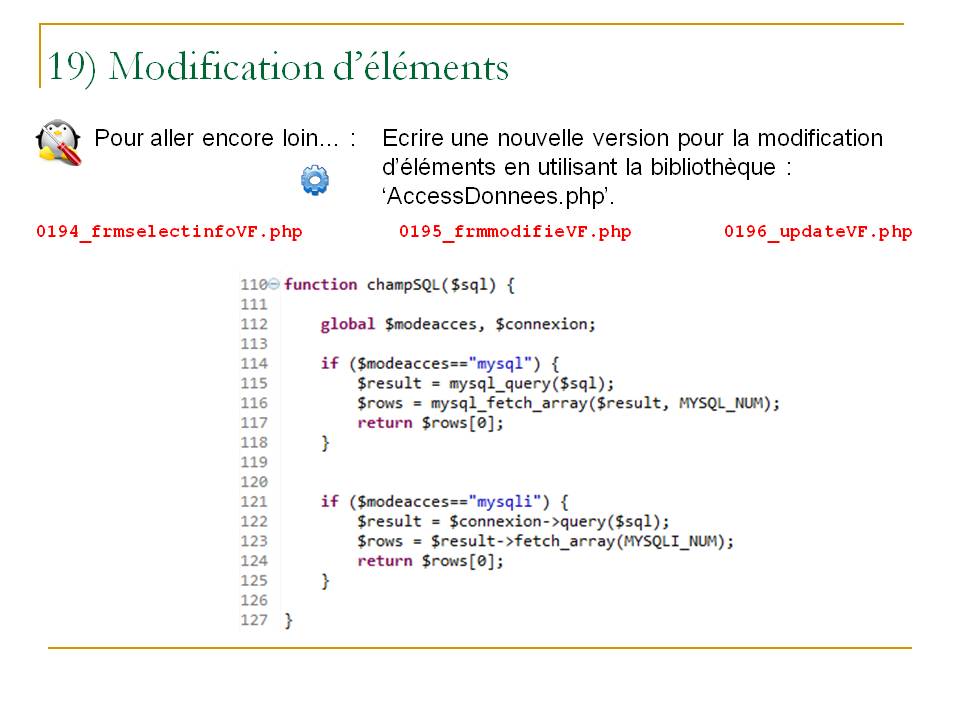 19) Modification d’éléments
Pour aller encore loin... :
Ecrire une nouvelle version pour la modification
d’éléments en utilisant la bibliothèque :
‘AccessDonnees.php’.
0194_frmselectinfoVF.php
0195_frmmodifieVF.php
0196_updateVF.php
110 function champSQL($sql) {
111
112     global $modeacces, $connexion;
113
114     if ($modeacces=="mysql") {
115         $result = mysql_query($sql);
116         $rows = mysql_fetch_array($result, MYSQL_NUM);
117         return $rows[0];
118     }
119
120
121     if ($modeacces=="mysqli") {
122         $result = $connexion->query($sql);
123         $rows = $result->fetch_array(MYSQLI_NUM);
124         return $rows[0];
125     }
126
127 }